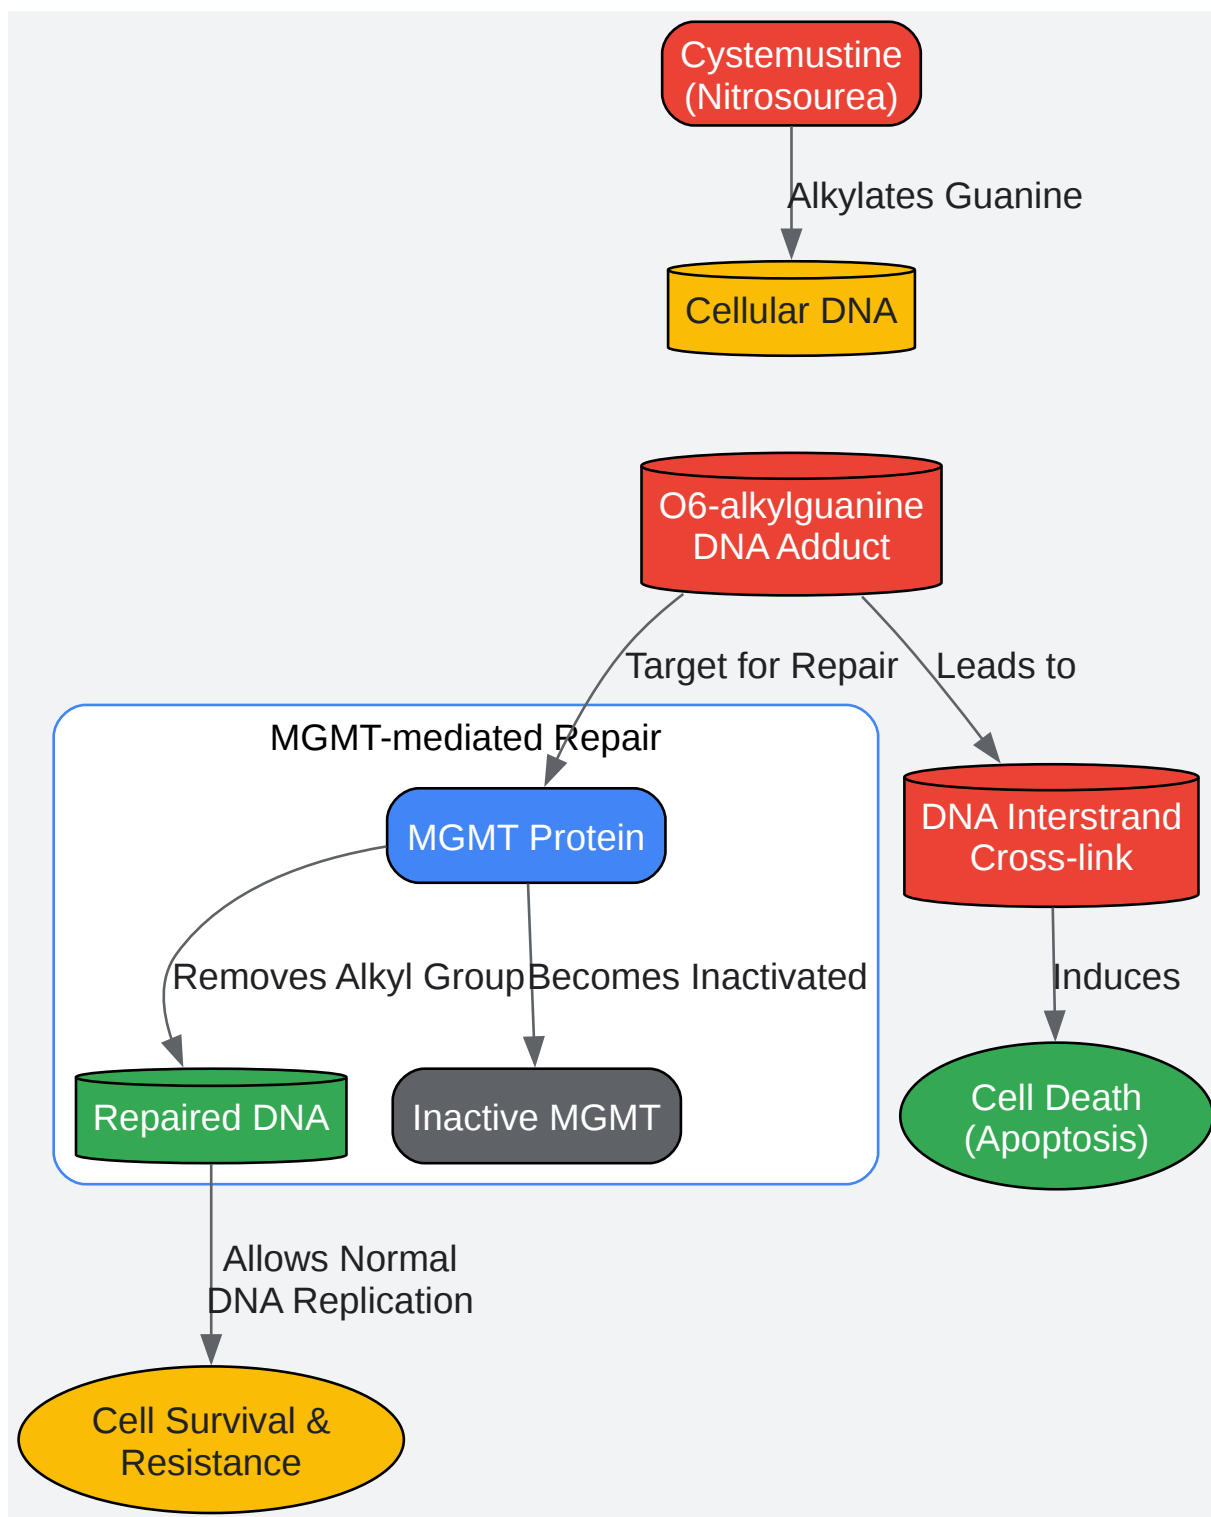 Cystemustine
(Nitrosourea)
Alkylates Guanine
Cellular DNA
O6-alkylguanine
DNA Adduct
Target for Repair
Leads to
MGMT-mediated Repair
MGMT Protein
DNA Interstrand
Cross-link
Removes Alkyl Group
Becomes Inactivated
Induces
Repaired DNA
Inactive MGMT
Cell Death
(Apoptosis)
Allows Normal
DNA Replication
Cell Survival &
Resistance